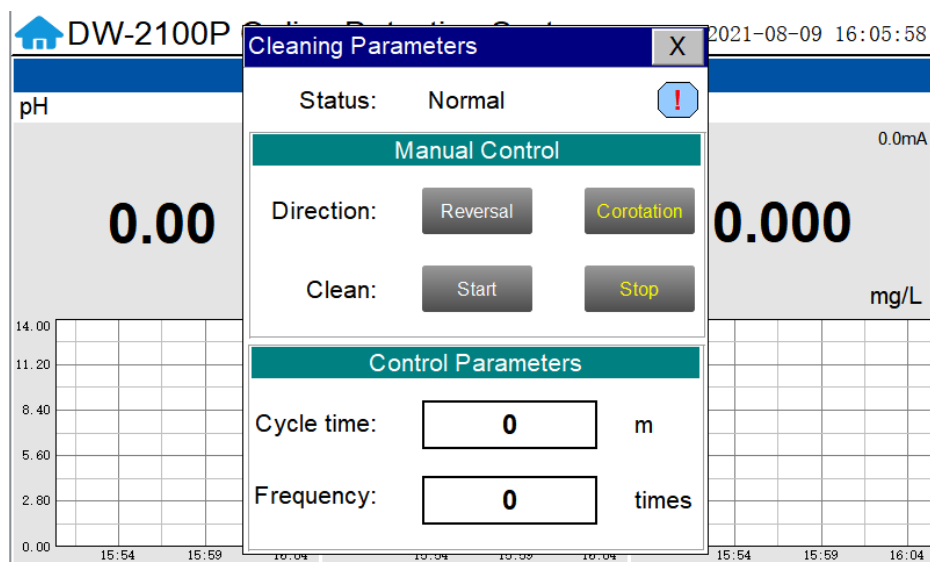 DW-2100P
2021-08-09 16:05:58
Cleaning Parameters
X
pH
Status: Normal
!
0.0mA
Manual Control
Direction: Reversal Corotation
0.00
0.000
Clean: Start Stop
mg/L
Control Parameters
Cycle time: 0 m
Frequency: 0 times
14.00
11.20
8.40
5.60
2.80
0.00
15:54 15:59 15:54 15:59 16:04